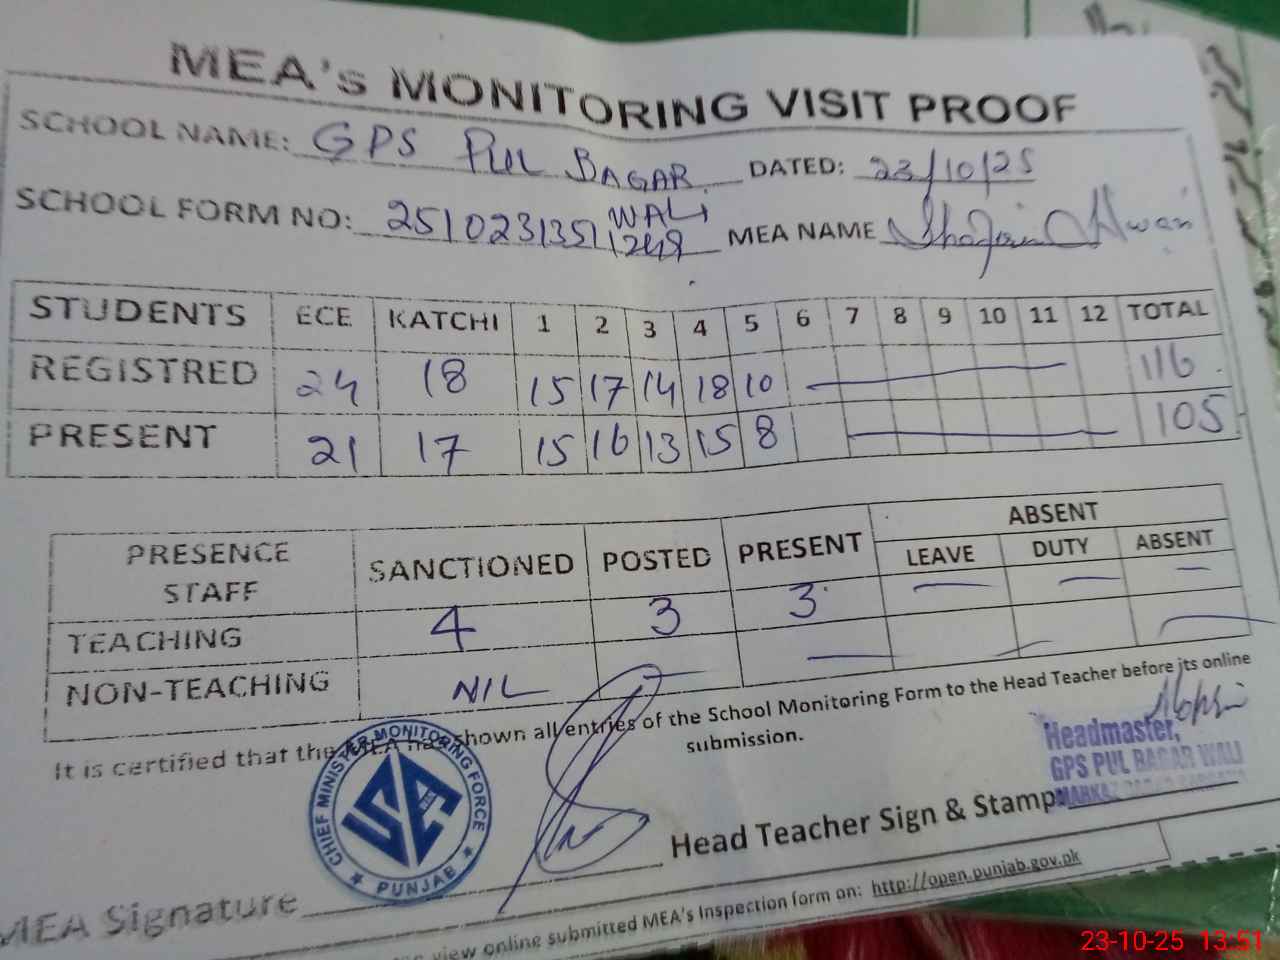 MEA's MONITORING VISIT PROOF
SCHOOL NAME: GPS PUL BAGAR WALI DATED: 23/10/25
SCHOOL FORM NO: 25102313511249 MEA NAME Awan
STUDENTS ECE KATCHI 1 2 3 4 5 6 7 8 9 10 11 12 TOTAL
REGISTRED 24 18 15 17 14 18 10 116
PRESENT 21 17 15 16 13 15 8 105
PRESENCE STAFF SANCTIONED POSTED PRESENT ABSENT
LEAVE DUTY ABSENT
TEACHING 4 3 3
NON-TEACHING NIL
It is certified that the MEA has shown all entries of the School Monitoring Form to the Head Teacher before its online
submission.
CHIEF MINISTER MONITORING FORCE
PUNJAB
Headmaster,
GPS PUL BAGAR WALI
MARKAZ
MEA Signature Head Teacher Sign & Stamp
view online submitted MEA's Inspection form on: http://open.punjab.gov.pk
23-10-25 13:51